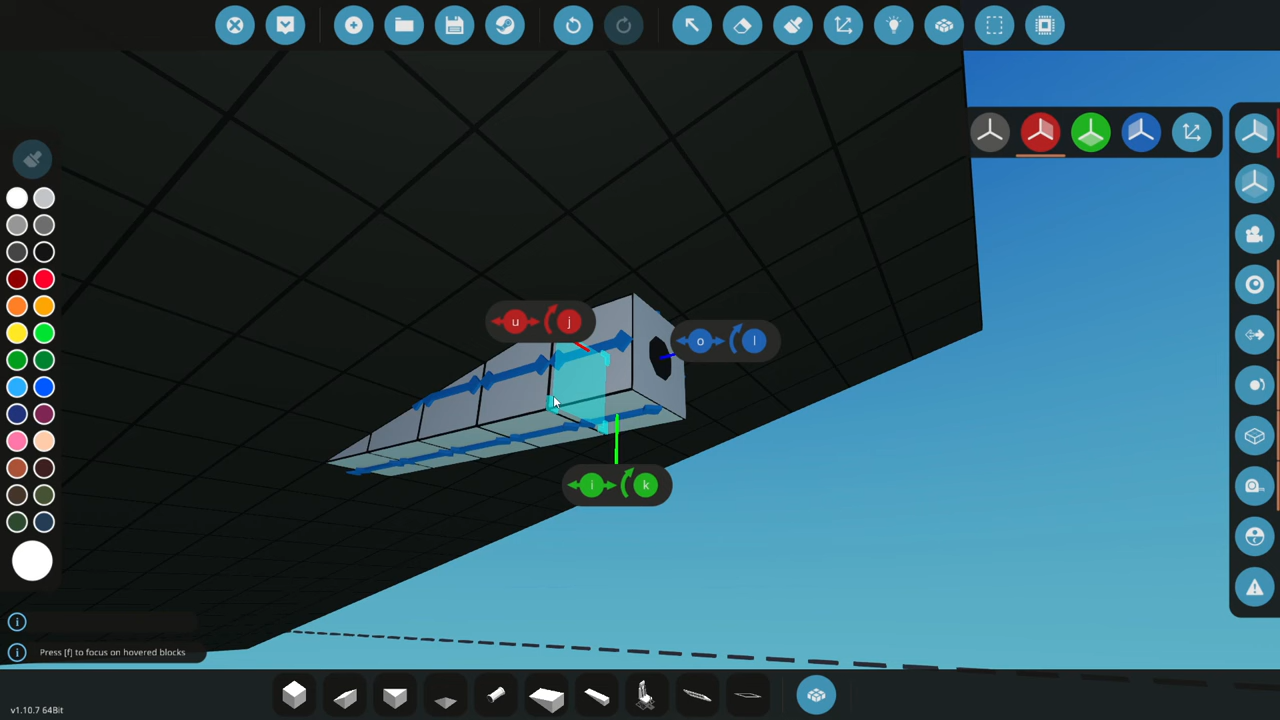 u j
o l
i k
Press [f] to focus on hovered blocks
v1.10.7 64Bit